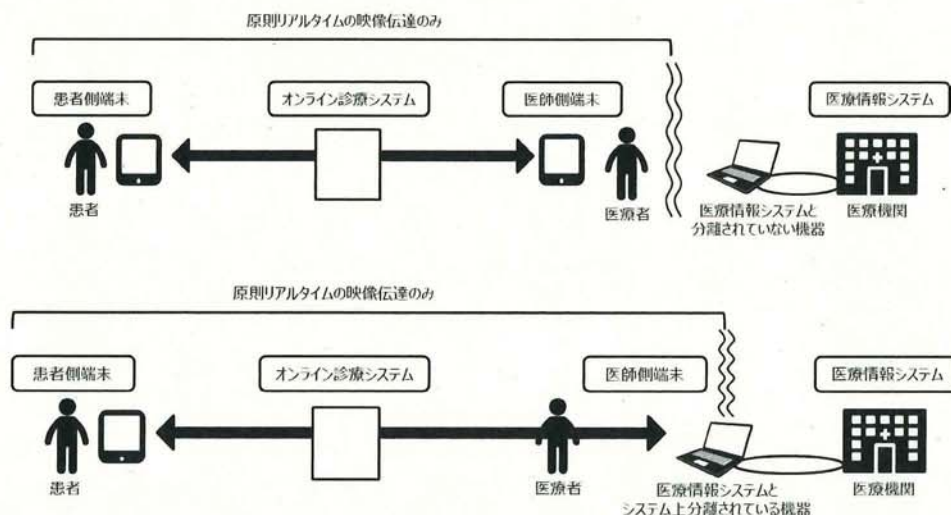 原則リアルタイムの映像伝達のみ
患者側端末
オンライン診療システム
医師側端末
医療情報システム
患者
医療者
医療情報システムと
分離されていない機器
医療機関
原則リアルタイムの映像伝達のみ
患者側端末
オンライン診療システム
医師側端末
医療情報システム
患者
医療者
医療情報システムと
システム上分離されている機器
医療機関